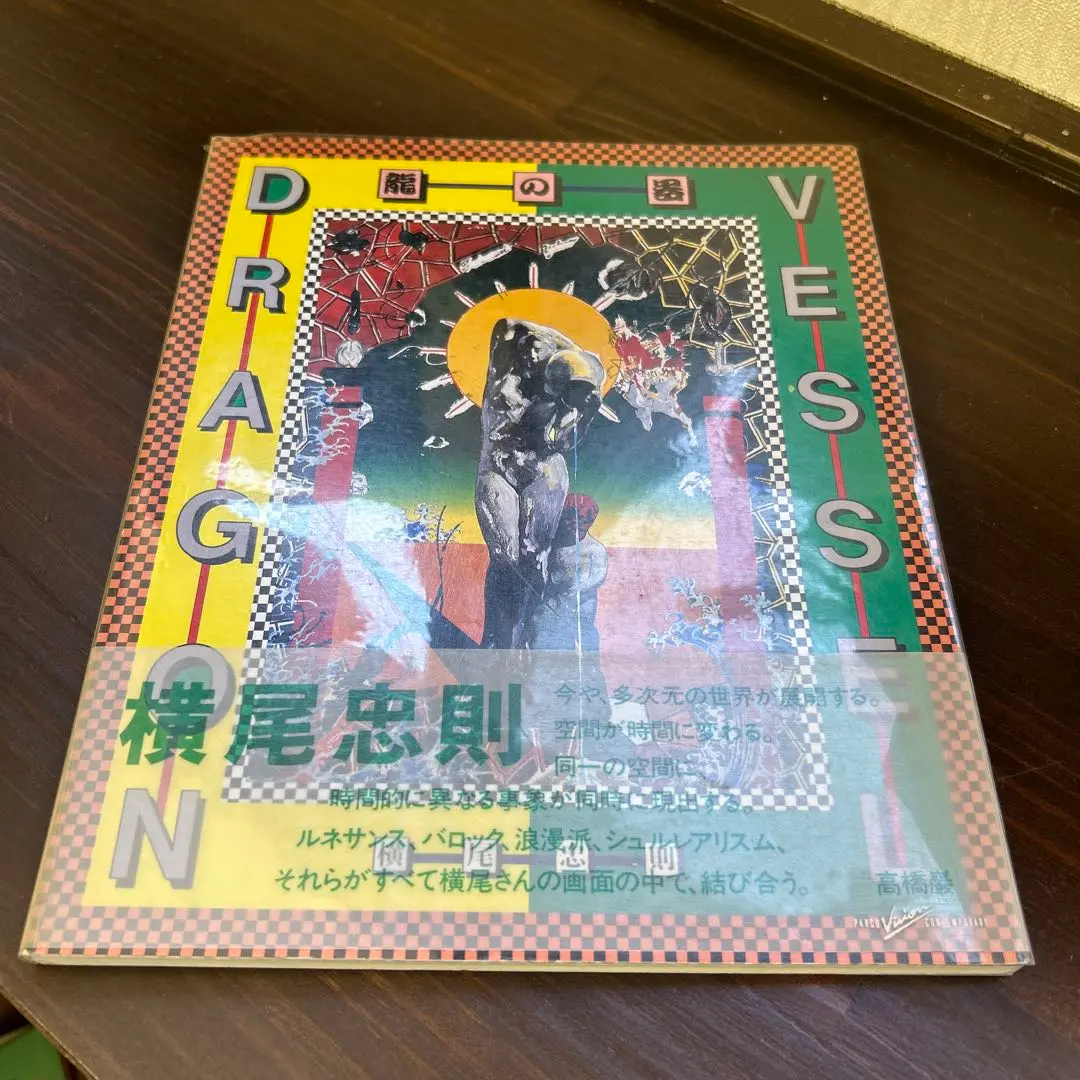 龍の器
DRAGON
VESSEL
横尾忠則
今や、多次元の世界が展開する。
空間が時間に変わる。
同一の空間に、
時間的に異なる事象が同時に現出する。
ルネサンス、バロック、浪漫派、シュルレアリスム、
それらがすべて横尾さんの画面の中で、結び合う。
高橋巖
横尾忠則
PARCO Vision CONTEMPORARY